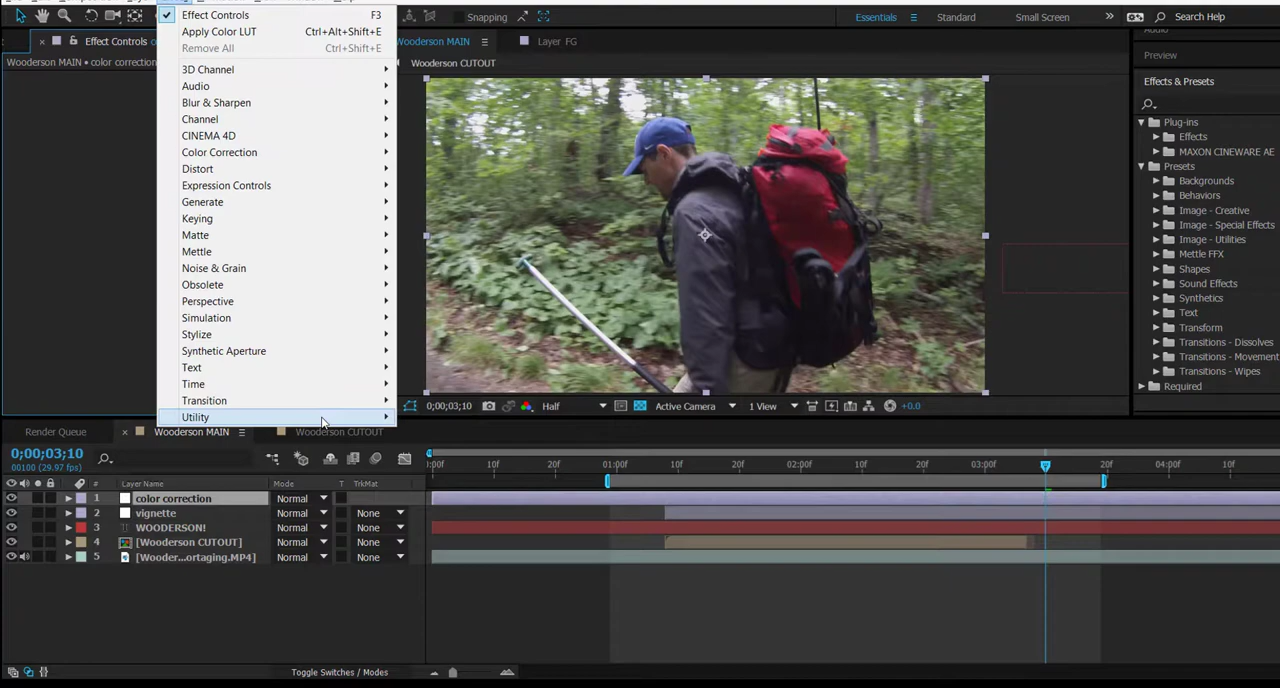 Effect Controls F3
Apply Color LUT Ctrl+Alt+Shift+E
Remove All Ctrl+Shift+E
3D Channel
Audio
Blur & Sharpen
Channel
CINEMA 4D
Color Correction
Distort
Expression Controls
Generate
Keying
Matte
Mettle
Noise & Grain
Obsolete
Perspective
Simulation
Stylize
Synthetic Aperture
Text
Time
Transition
Utility
Snapping
Essentials
Standard
Small Screen
Search Help
Effect Controls
Wooderson MAIN
Layer FG
Wooderson MAIN • color correction
Wooderson CUTOUT
Preview
Effects & Presets
Plug-ins
Effects
MAXON CINEWARE AE
Presets
Backgrounds
Behaviors
Image - Creative
Image - Special Effects
Image - Utilities
Mettle FFX
Shapes
Sound Effects
Synthetics
Text
Transform
Transitions - Dissolves
Transitions - Movement
Transitions - Wipes
Required
0;00;03;10
Half
Active Camera
1 View
+0.0
Render Queue
Wooderson MAIN
Wooderson CUTOUT
0;00;03;10
00100 (29.97 fps)
:00f 10f 20f 01:00f 10f 20f 02:00f 10f 20f 03:00f 20f 04:00f 10f
# Layer Name Mode T TrkMat
1 color correction Normal
2 vignette Normal None
3 T WOODERSON! Normal None
4 [Wooderson CUTOUT] Normal None
5 [Wooder...ortaging.MP4] Normal None
Toggle Switches / Modes